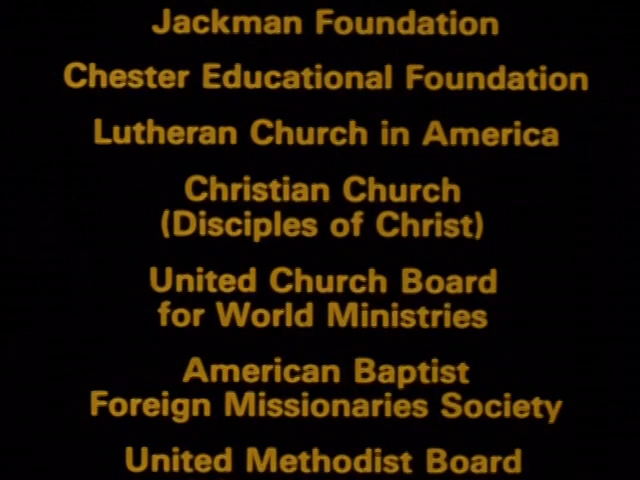 Jackman Foundation
Chester Educational Foundation
Lutheran Church in America
Christian Church
(Disciples of Christ)
United Church Board
for World Ministries
American Baptist
Foreign Missionaries Society
United Methodist Board